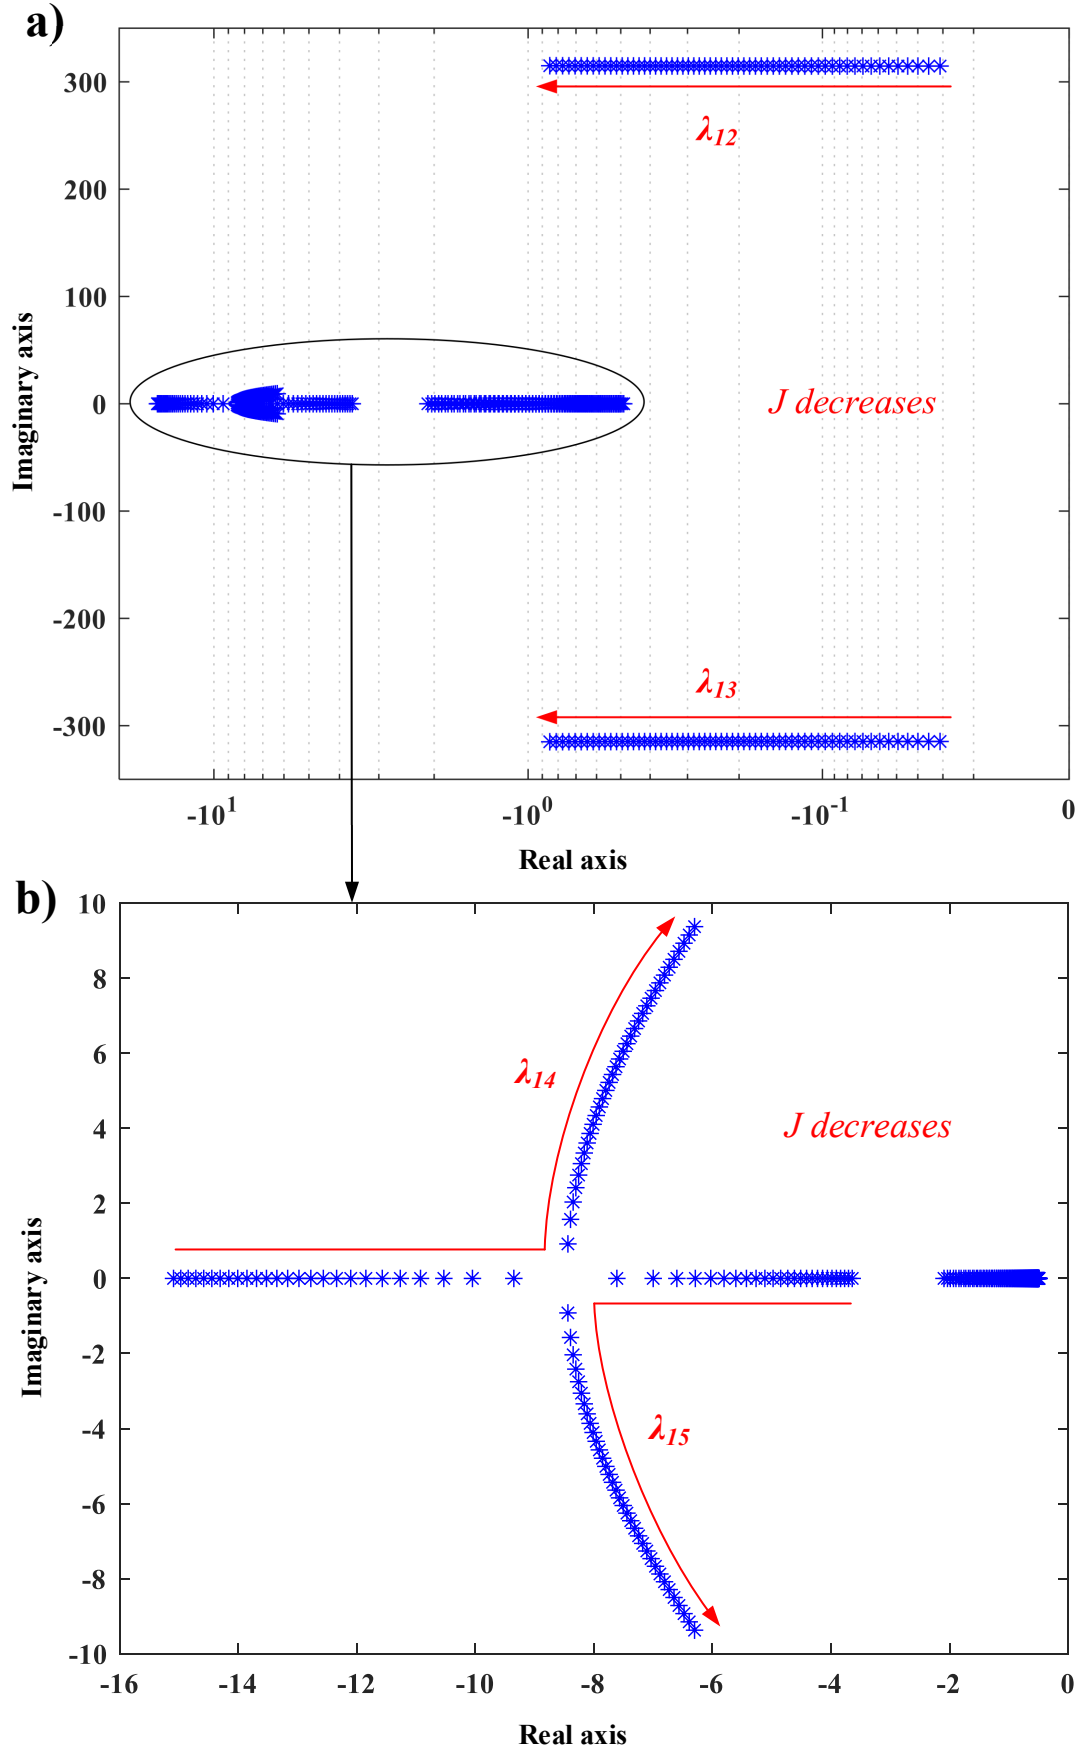 a)
300
λ12
200
100
0
J decreases
-100
-200
λ13
-300
Imaginary axis
-10^1 -10^0 -10^-1 0
Real axis
b)
10
8
6
λ14
4
J decreases
2
0
-2
-4
λ15
-6
-8
-10
Imaginary axis
-16 -14 -12 -10 -8 -6 -4 -2 0
Real axis